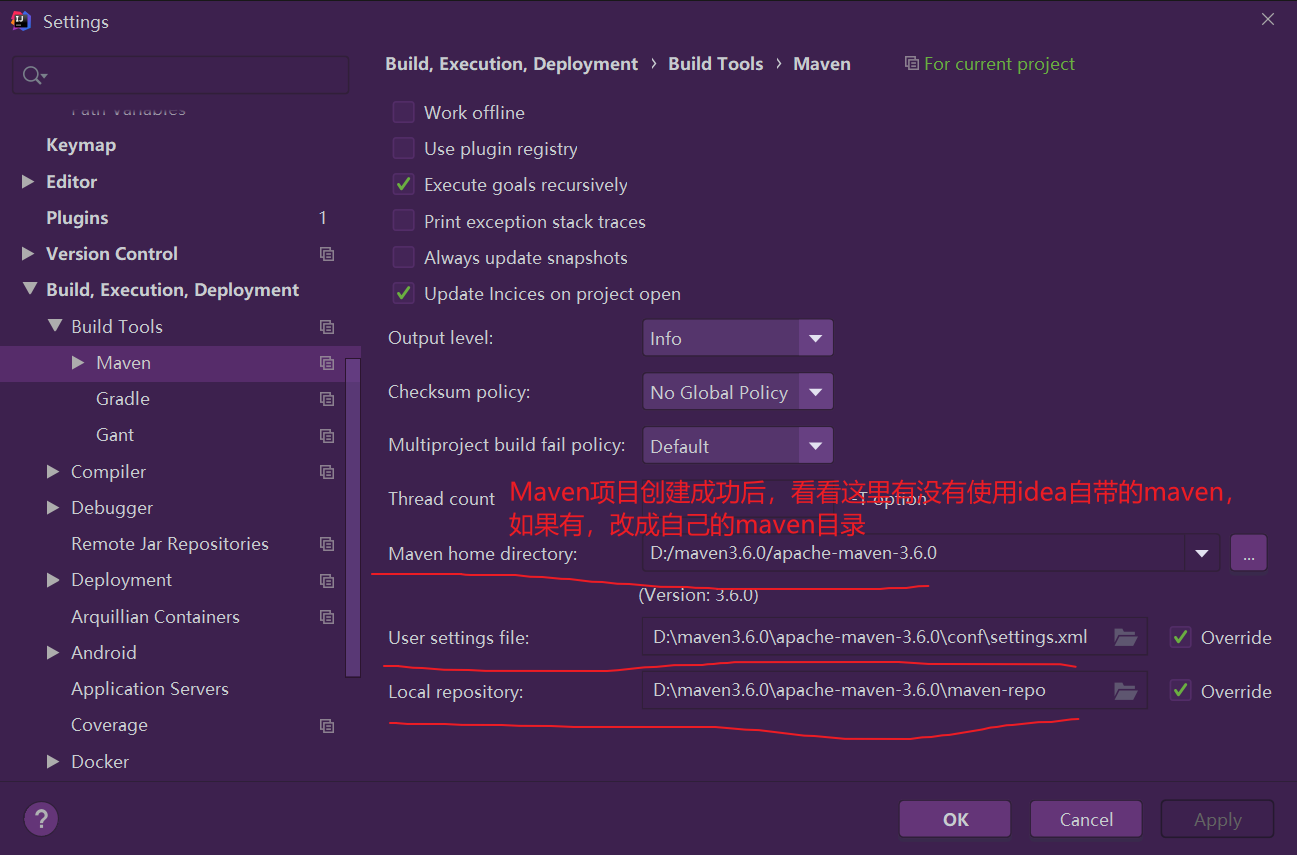 Settings
Build, Execution, Deployment › Build Tools › Maven
For current project
Path Variables
Keymap
Editor
Plugins 1
Version Control
Build, Execution, Deployment
Build Tools
Maven
Gradle
Gant
Compiler
Debugger
Remote Jar Repositories
Deployment
Arquillian Containers
Android
Application Servers
Coverage
Docker
Work offline
Use plugin registry
Execute goals recursively
Print exception stack traces
Always update snapshots
Update Incices on project open
Output level: Info
Checksum policy: No Global Policy
Multiproject build fail policy: Default
Thread count -T option
Maven项目创建成功后，看看这里有没有使用idea自带的maven，
如果有，改成自己的maven目录
Maven home directory: D:/maven3.6.0/apache-maven-3.6.0 ...
(Version: 3.6.0)
User settings file: D:\maven3.6.0\apache-maven-3.6.0\conf\settings.xml Override
Local repository: D:\maven3.6.0\apache-maven-3.6.0\maven-repo Override
? OK Cancel Apply